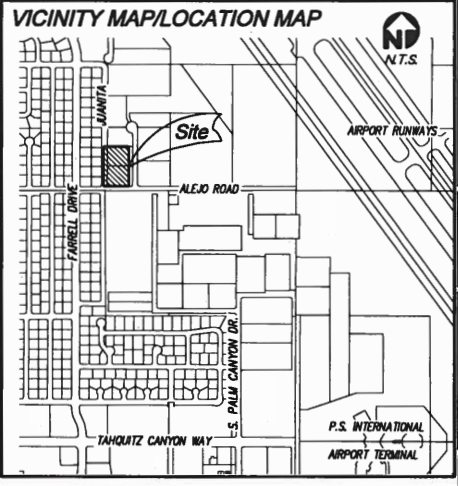 VICINITY MAP/LOCATION MAP
N
N.T.S.
JUANITA
Site
AIRPORT RUNWAYS
ALEJO ROAD
FARRELL DRIVE
S. PALM CANYON DR.
P.S. INTERNATIONAL
AIRPORT TERMINAL
TAHQUITZ CANYON WAY